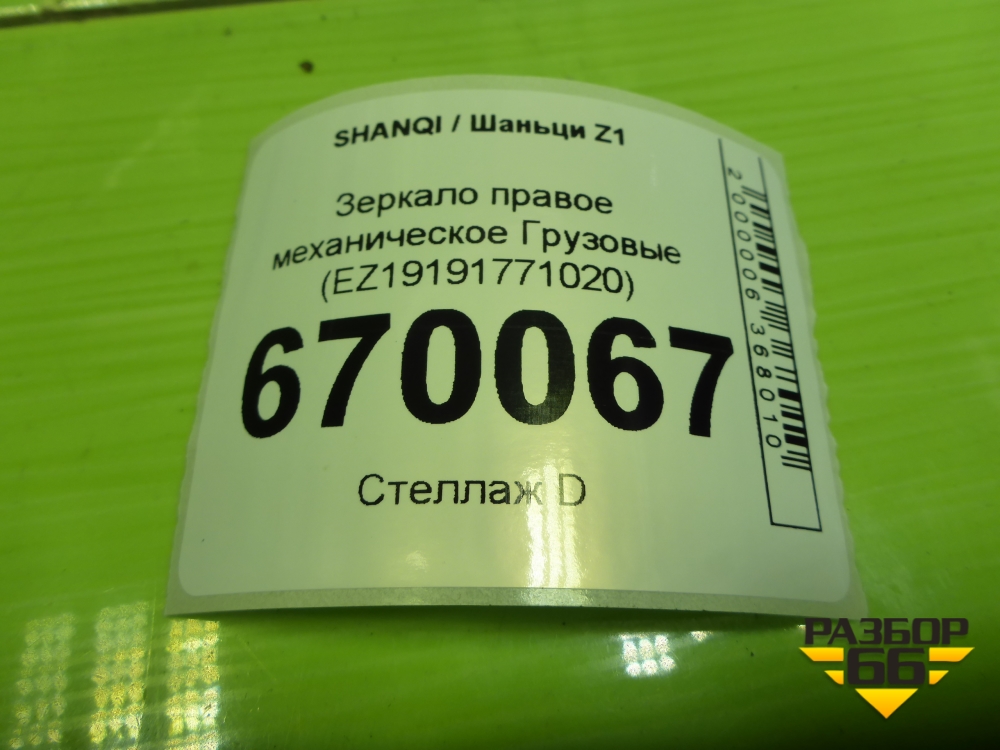 SHANQI / Шаньци Z1
Зеркало правое
механическое Грузовые
(EZ19191771020)
670067
Стеллаж D
2000006368010
РАЗБОР
66